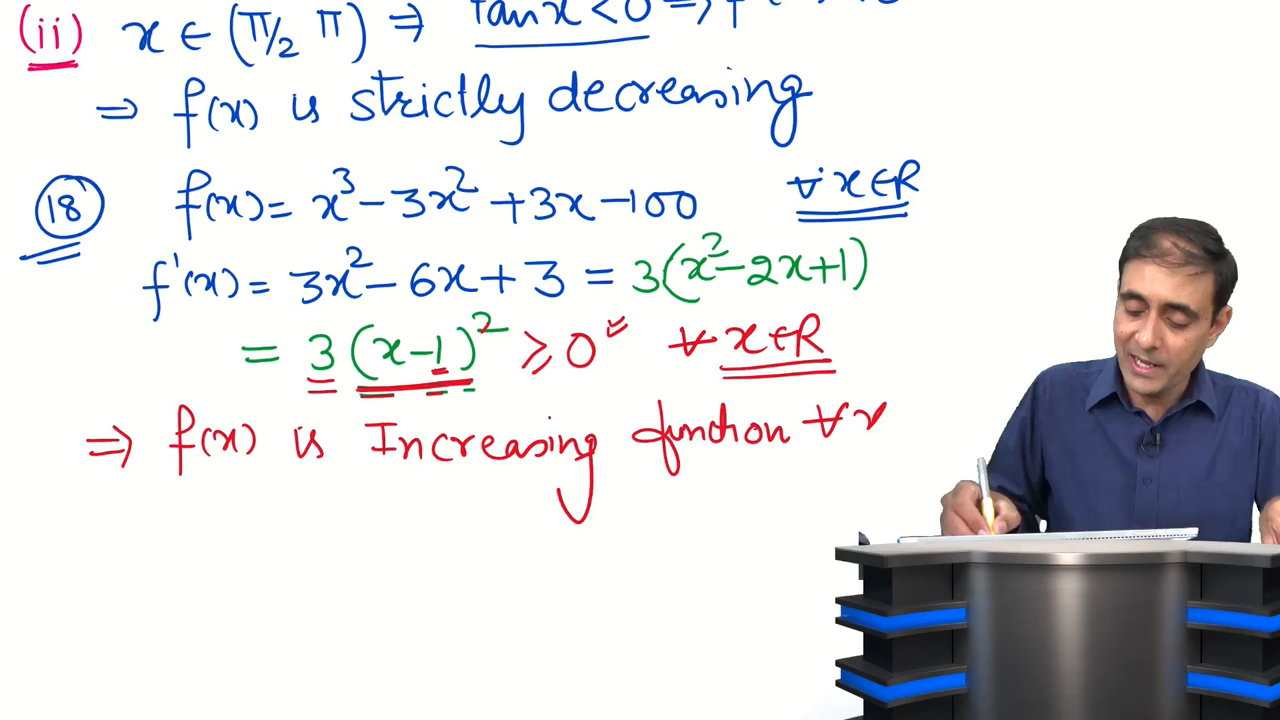 (ii) x ∈ (π/2 π) ⇒ tan x < 0 ⇒ f
⇒ f(x) is strictly decreasing
18 f(x) = x³ - 3x² + 3x - 100 ∀ x ∈ R
f'(x) = 3x² - 6x + 3 = 3(x² - 2x + 1)
= 3 (x - 1)² ⩾ 0 ∀ x ∈ R
⇒ f(x) is Increasing function ∀ x